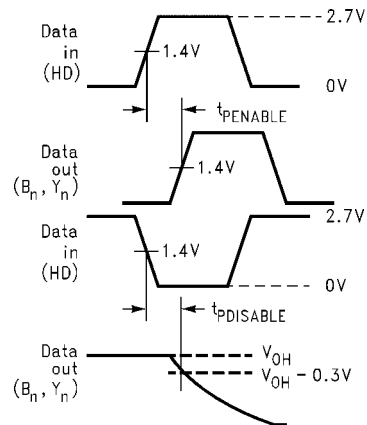 Data
in
(HD)
2.7V
1.4V
0V
tPENABLE
Data
out
(Bn, Yn)
1.4V
Data
in
(HD)
2.7V
1.4V
0V
tPDISABLE
Data
out
(Bn, Yn)
VOH
VOH – 0.3V